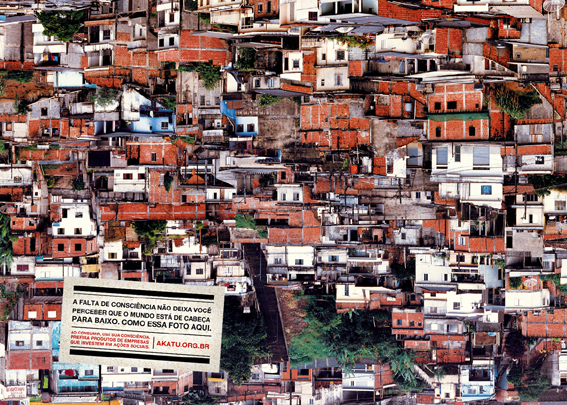 A FALTA DE CONSCIÊNCIA NÃO DEIXA VOCÊ
PERCEBER QUE O MUNDO ESTÁ DE CABEÇA
PARA BAIXO. COMO ESSA FOTO AQUI.
AO CONSUMIR, USE SUA CONSCIÊNCIA.
PREFIRA PRODUTOS DE EMPRESAS
QUE INVESTEM EM AÇÕES SOCIAIS.
AKATU.ORG.BR